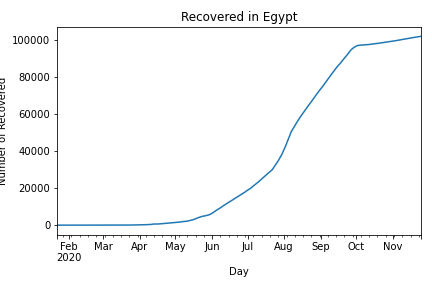 Recovered in Egypt
Number of Recovered
100000
80000
60000
40000
20000
0
Feb Mar Apr May Jun Jul Aug Sep Oct Nov
2020
Day